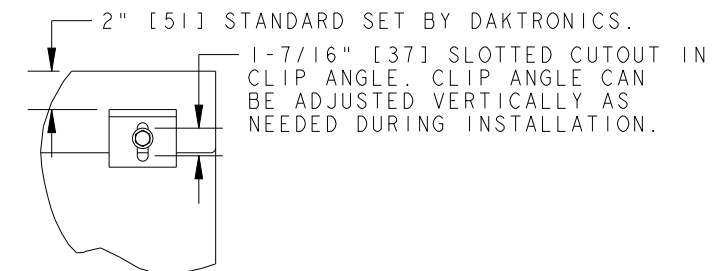 2" [51] STANDARD SET BY DAKTRONICS.
1-7/16" [37] SLOTTED CUTOUT IN
CLIP ANGLE. CLIP ANGLE CAN
BE ADJUSTED VERTICALLY AS
NEEDED DURING INSTALLATION.